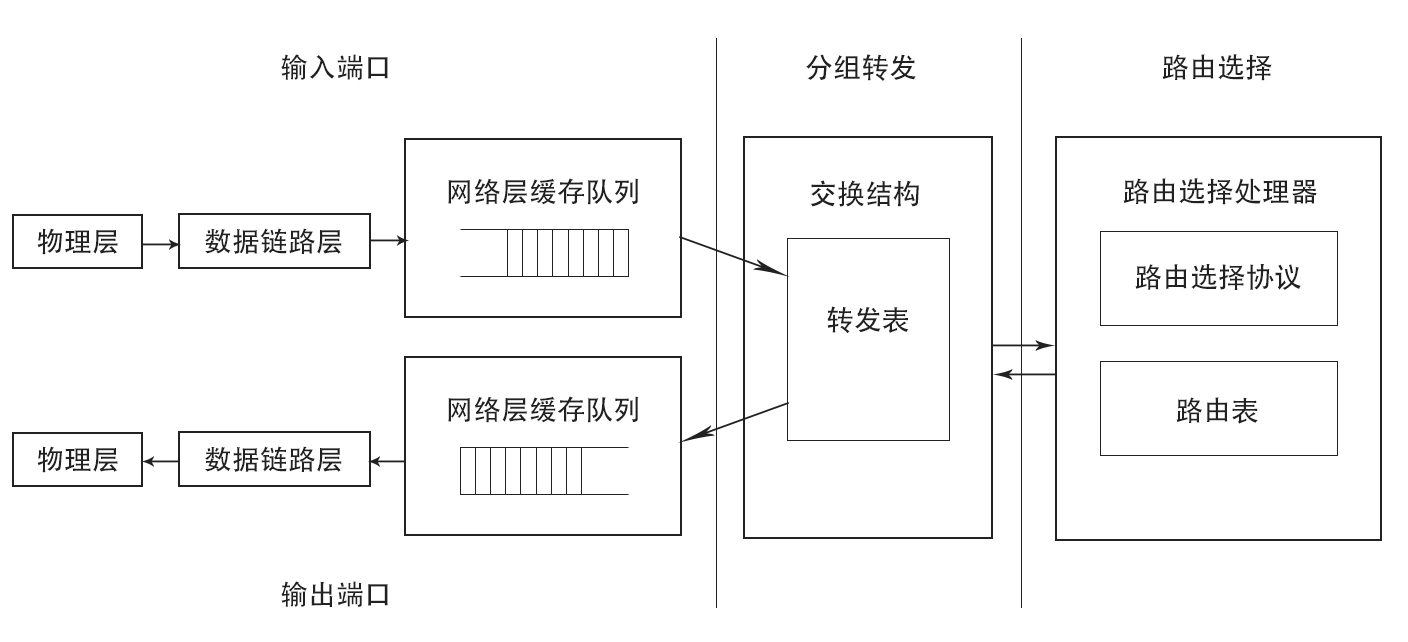 输入端口
分组转发
路由选择
网络层缓存队列
物理层
数据链路层
交换结构
转发表
路由选择处理器
路由选择协议
路由表
网络层缓存队列
物理层
数据链路层
输出端口